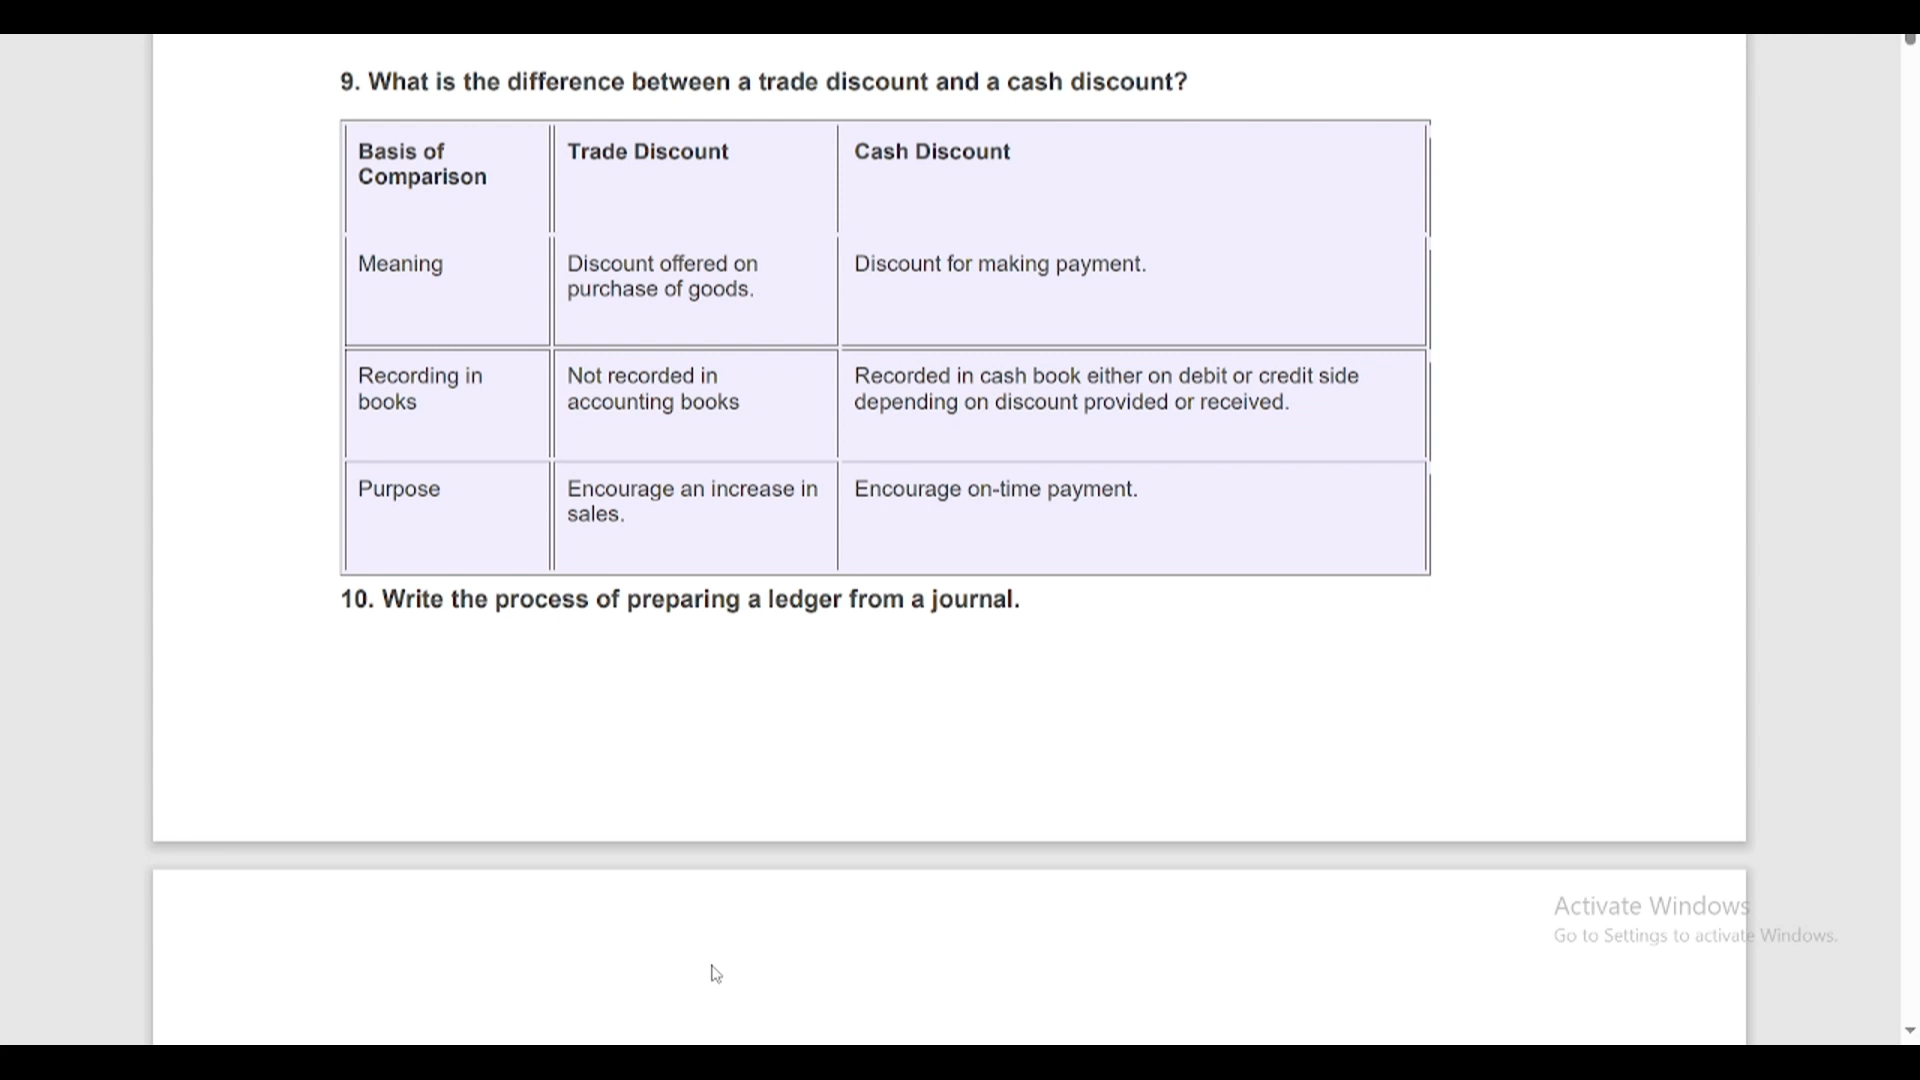 9. What is the difference between a trade discount and a cash discount?
Basis of
Comparison
Trade Discount
Cash Discount
Meaning
Discount offered on
purchase of goods.
Discount for making payment.
Recording in
books
Not recorded in
accounting books
Recorded in cash book either on debit or credit side
depending on discount provided or received.
Purpose
Encourage an increase in
sales.
Encourage on-time payment.
10. Write the process of preparing a ledger from a journal.
Activate Windows
Go to Settings to activate Windows.